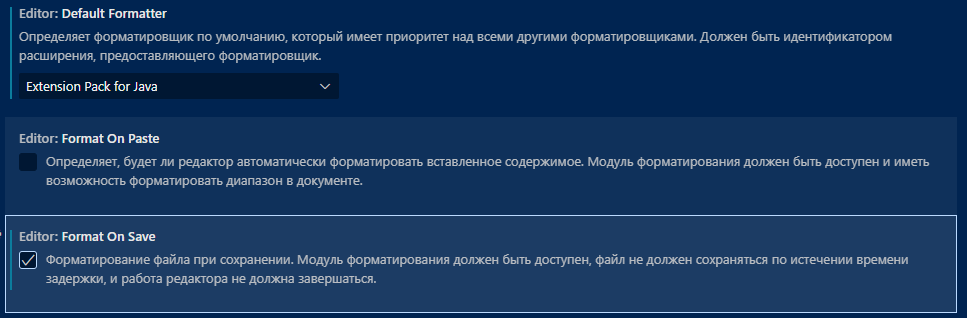 Editor: Default Formatter
Определяет форматировщик по умолчанию, который имеет приоритет над всеми другими форматировщиками. Должен быть идентификатором
расширения, предоставляющего форматировщик.
Extension Pack for Java
Editor: Format On Paste
Определяет, будет ли редактор автоматически форматировать вставленное содержимое. Модуль форматирования должен быть доступен и иметь
возможность форматировать диапазон в документе.
Editor: Format On Save
Форматирование файла при сохранении. Модуль форматирования должен быть доступен, файл не должен сохраняться по истечении времени
задержки, и работа редактора не должна завершаться.